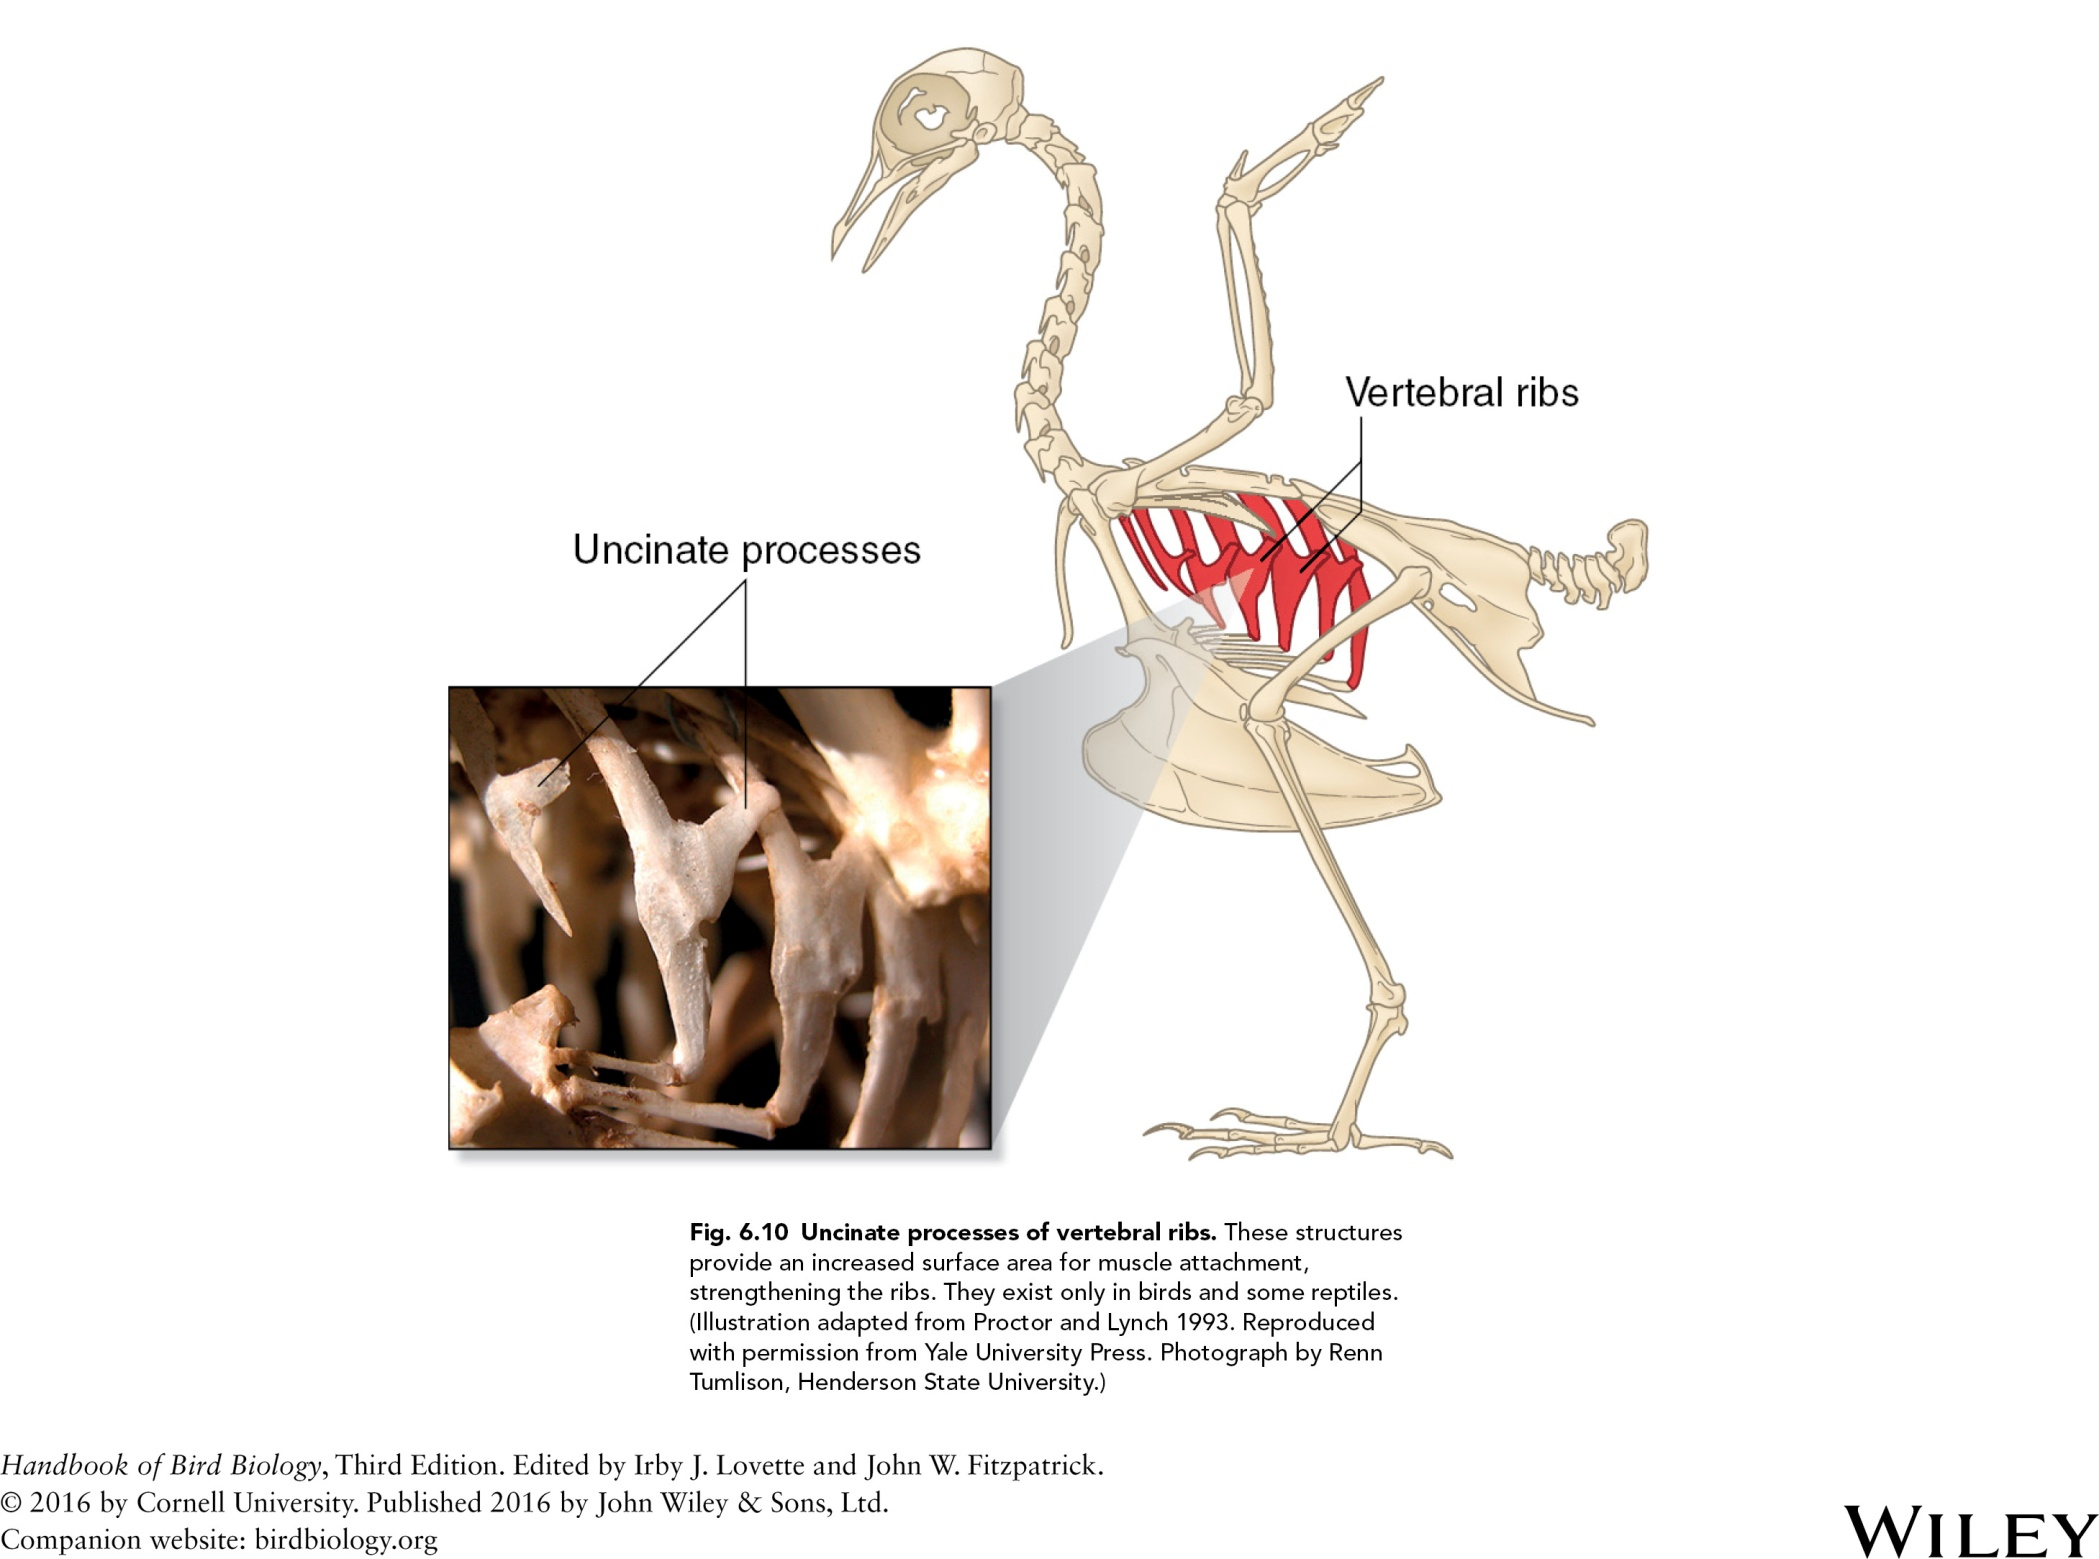 Vertebral ribs
Uncinate processes
Fig. 6.10 Uncinate processes of vertebral ribs. These structures
provide an increased surface area for muscle attachment,
strengthening the ribs. They exist only in birds and some reptiles.
(Illustration adapted from Proctor and Lynch 1993. Reproduced
with permission from Yale University Press. Photograph by Renn
Tumlison, Henderson State University.)
Handbook of Bird Biology, Third Edition. Edited by Irby J. Lovette and John W. Fitzpatrick.
© 2016 by Cornell University. Published 2016 by John Wiley & Sons, Ltd.
Companion website: birdbiology.org
WILEY